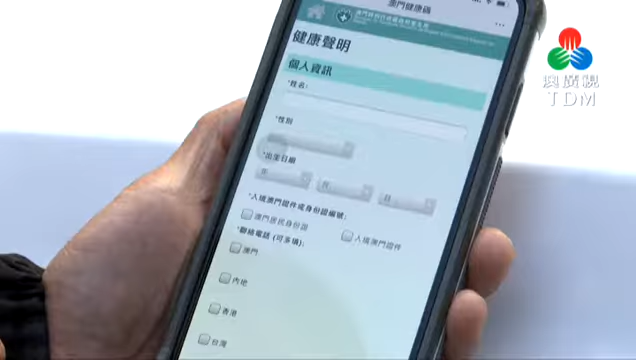 澳門健康碼
健康聲明
個人資訊
*姓名:
*性別
*出生日期
年
月
日
*入境澳門證件或身份證編號:
澳門居民身份證
入境澳門證件
*聯絡電話 (可多填):
澳門
內地
香港
台灣
澳廣視
TDM